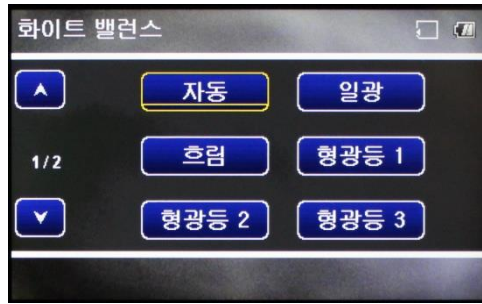 화이트 밸런스
자동 일광
1/2 흐림 형광등 1
형광등 2 형광등 3